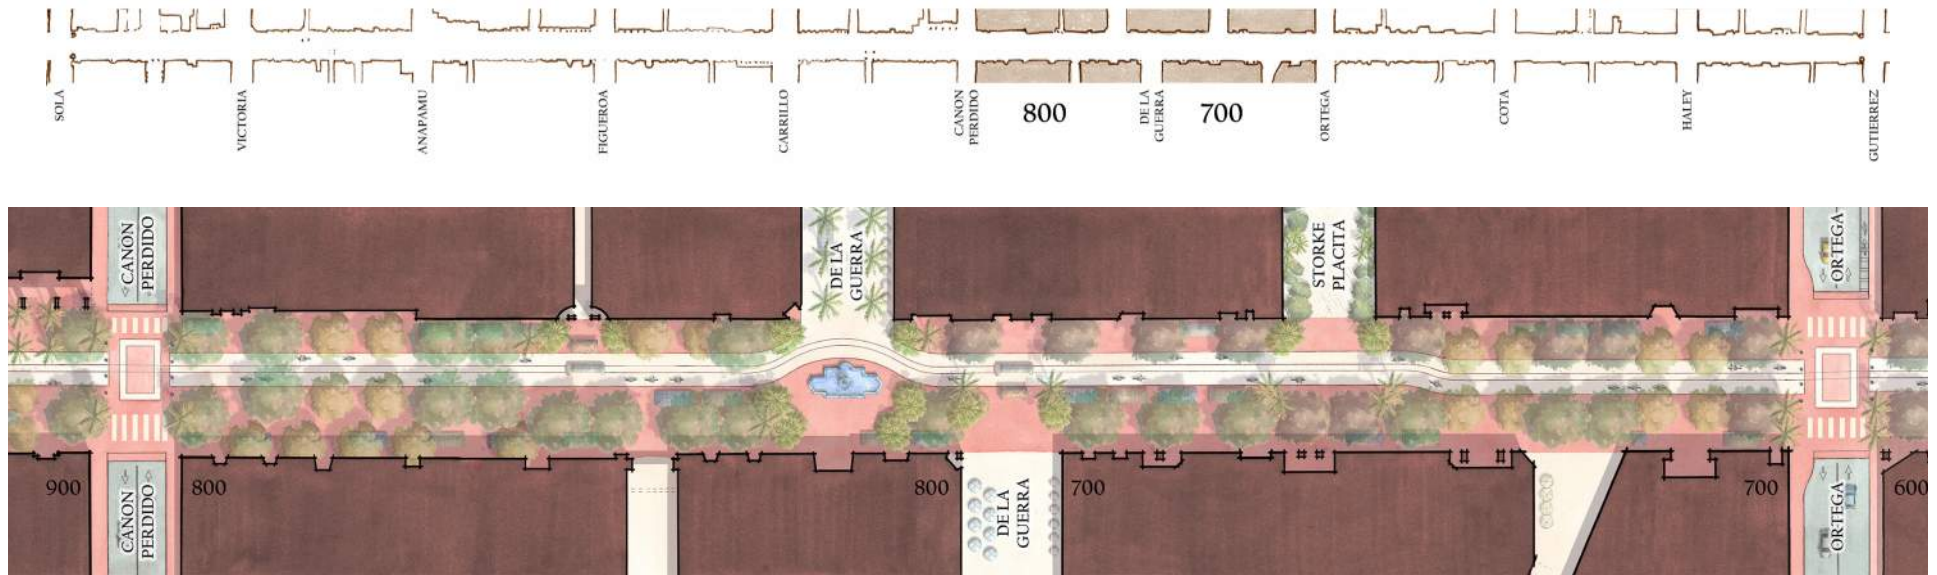 SOLA
VICTORIA
ANAPAMU
FIGUEROA
CARRILLO
CANON
PERDIDO
800
DE LA
GUERRA
700
ORTEGA
COTA
HALEY
GUTIERREZ
CANON
PERDIDO
DE LA
GUERRA
STORKE
PLACITA
ORTEGA
900
CANON
PERDIDO
800
800
DE LA
GUERRA
700
700
ORTEGA
600